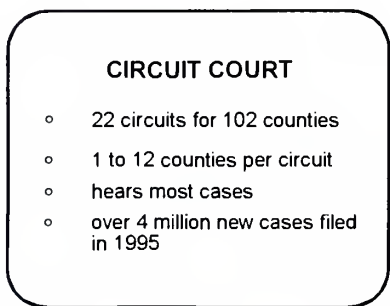 CIRCUIT COURT
° 22 circuits for 102 counties
° 1 to 12 counties per circuit
° hears most cases
° over 4 million new cases filed
in 1995